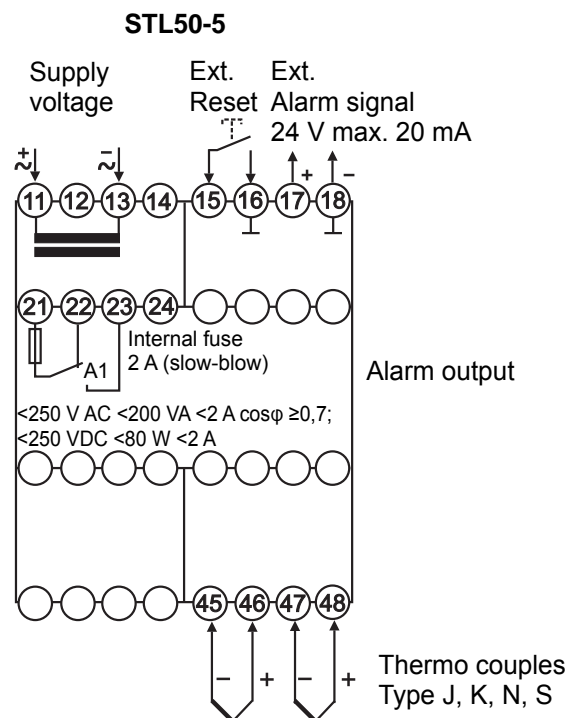 STL50-5
Supply
voltage
Ext.
Reset
Ext.
Alarm signal
24 V max. 20 mA
+
~
−
~
+
−
11 12 13 14 15 16 17 18
21 22 23 24
A1
Internal fuse
2 A (slow-blow)
Alarm output
<250 V AC <200 VA <2 A cosφ ≥0,7;
<250 VDC <80 W <2 A
45 46 47 48
− + − +
Thermo couples
Type J, K, N, S